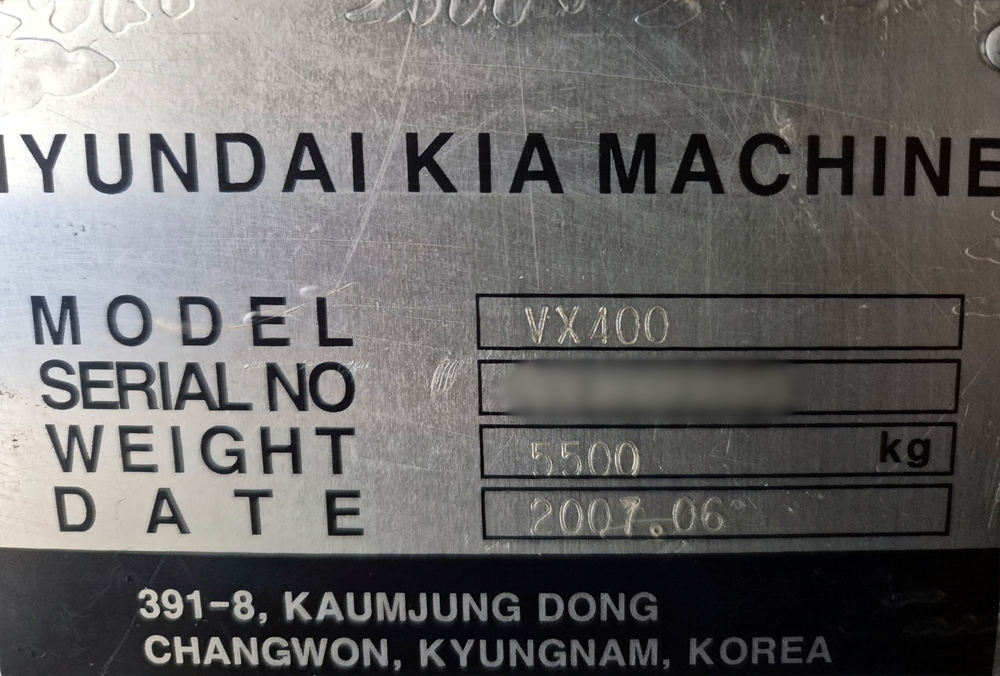 HYUNDAI KIA MACHINE
MODEL VX400
SERIAL NO
WEIGHT 5500 kg
DATE 2007.06
391-8, KAUMJUNG DONG
CHANGWON, KYUNGNAM, KOREA